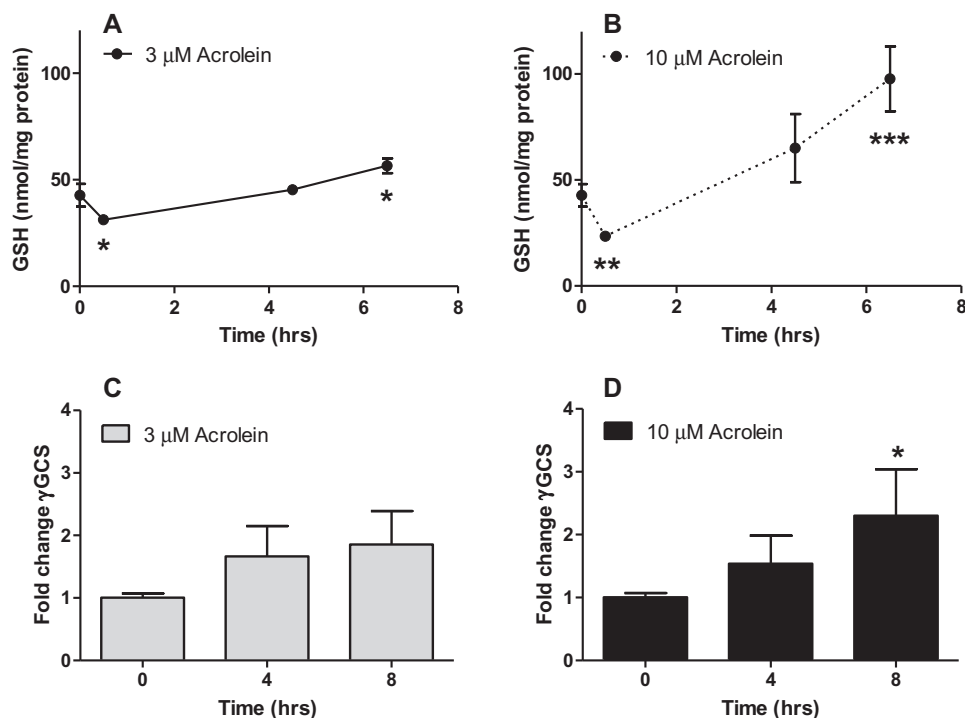 A
3 μM Acrolein
GSH (nmol/mg protein)
100
50
0
*
*
0 2 4 6 8
Time (hrs)
B
10 μM Acrolein
GSH (nmol/mg protein)
100
50
0
**
***
0 2 4 6 8
Time (hrs)
C
3 μM Acrolein
Fold change γGCS
4
3
2
1
0
0 4 8
Time (hrs)
D
10 μM Acrolein
Fold change γGCS
4
3
2
1
0
*
0 4 8
Time (hrs)